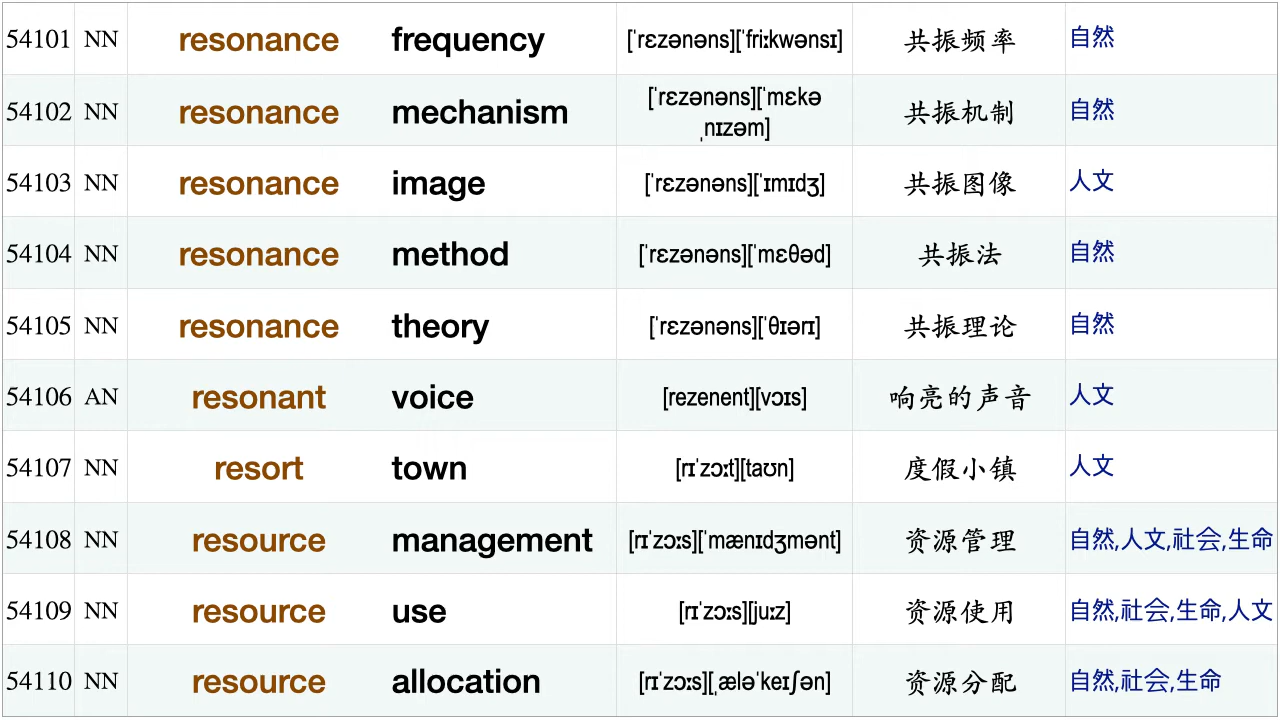 54101 NN resonance frequency [ˈrɛzənəns][ˈfriːkwənsɪ] 共振频率 自然
54102 NN resonance mechanism [ˈrɛzənəns][ˈmɛkə ˌnɪzəm] 共振机制 自然
54103 NN resonance image [ˈrɛzənəns][ˈɪmɪdʒ] 共振图像 人文
54104 NN resonance method [ˈrɛzənəns][ˈmɛθəd] 共振法 自然
54105 NN resonance theory [ˈrɛzənəns][ˈθɪərɪ] 共振理论 自然
54106 AN resonant voice [rezenent][vɔɪs] 响亮的声音 人文
54107 NN resort town [rɪˈzɔːt][taʊn] 度假小镇 人文
54108 NN resource management [rɪˈzɔːs][ˈmænɪdʒmənt] 资源管理 自然,人文,社会,生命
54109 NN resource use [rɪˈzɔːs][juːz] 资源使用 自然,社会,生命,人文
54110 NN resource allocation [rɪˈzɔːs][ˌæləˈkeɪʃən] 资源分配 自然,社会,生命